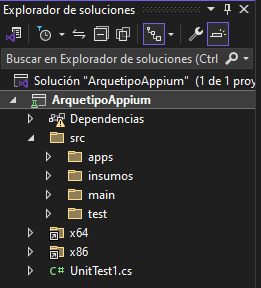 Explorador de soluciones
Buscar en Explorador de soluciones (Ctrl
Solución "ArquetipoAppium" (1 de 1 proy
ArquetipoAppium
Dependencias
src
apps
insumos
main
test
x64
x86
UnitTest1.cs